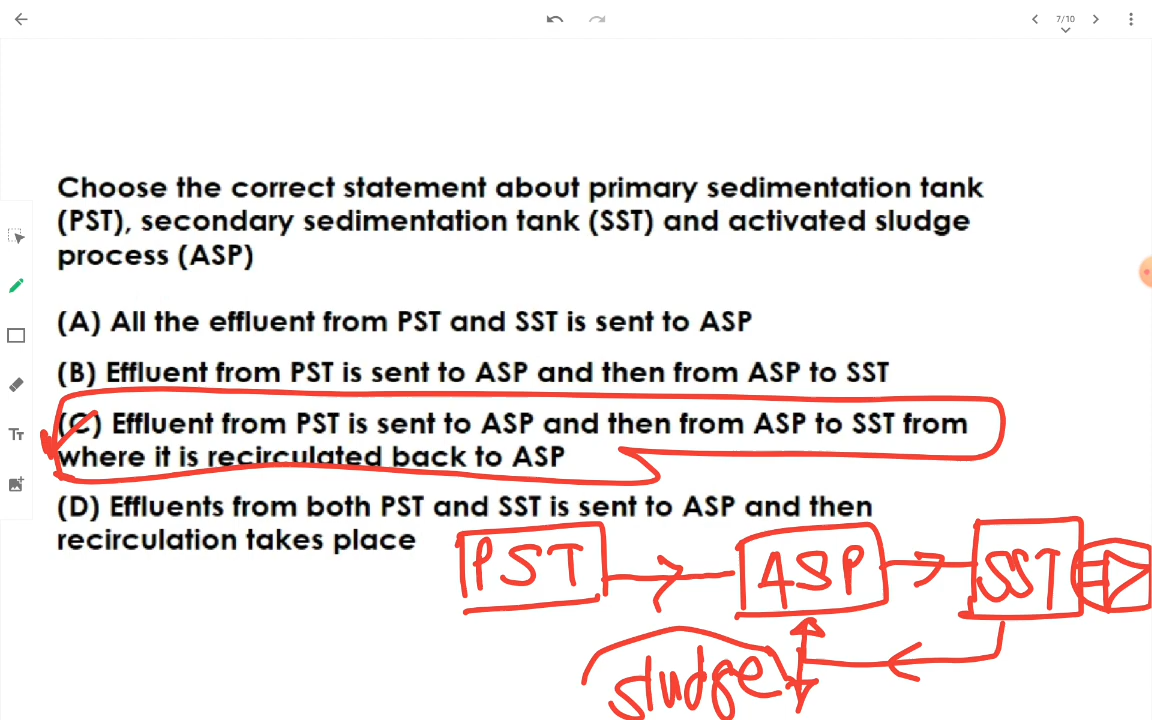 7/10
Choose the correct statement about primary sedimentation tank
(PST), secondary sedimentation tank (SST) and activated sludge
process (ASP)
(A) All the effluent from PST and SST is sent to ASP
(B) Effluent from PST is sent to ASP and then from ASP to SST
(C) Effluent from PST is sent to ASP and then from ASP to SST from
where it is recirculated back to ASP
Tт
(D) Effluents from both PST and SST is sent to ASP and then
recirculation takes place
PST ASP SST
sludge